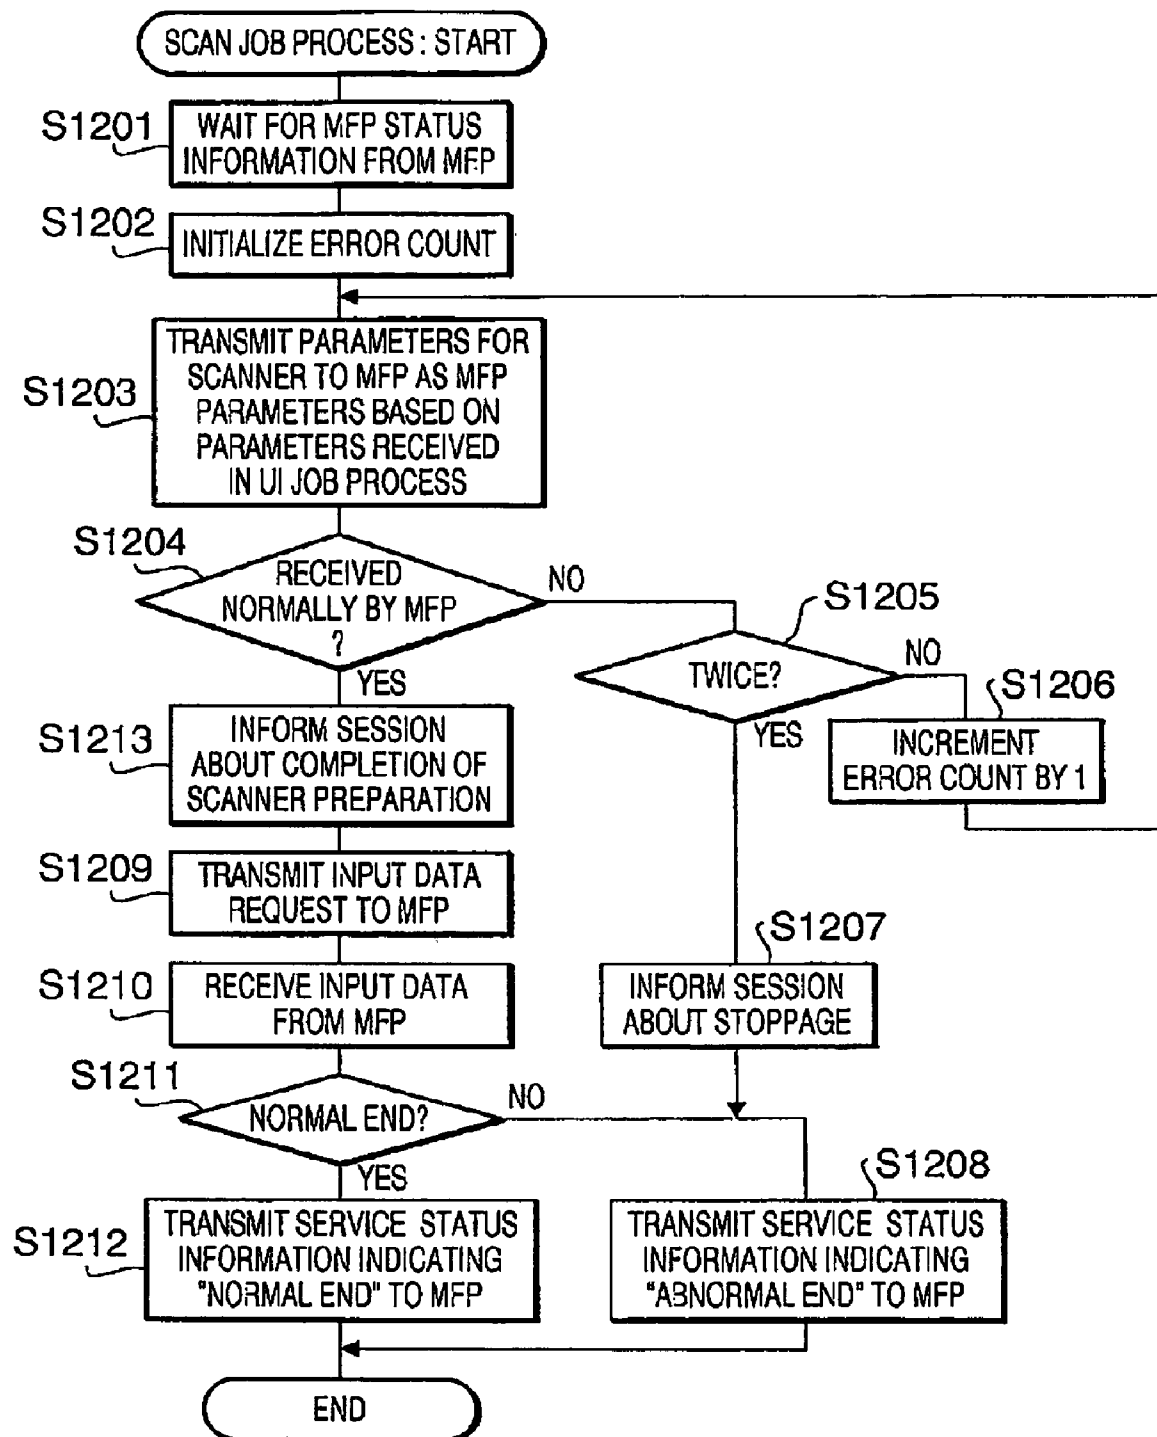 SCAN JOB PROCESS : START
S1201
WAIT FOR MFP STATUS
INFORMATION FROM MFP
S1202
INITIALIZE ERROR COUNT
S1203
TRANSMIT PARAMETERS FOR
SCANNER TO MFP AS MFP
PARAMETERS BASED ON
PARAMETERS RECEIVED
IN UI JOB PROCESS
S1204
RECEIVED
NORMALLY BY MFP
?
NO
YES
S1205
TWICE?
NO
YES
S1206
INCREMENT
ERROR COUNT BY 1
S1213
INFORM SESSION
ABOUT COMPLETION OF
SCANNER PREPARATION
S1209
TRANSMIT INPUT DATA
REQUEST TO MFP
S1207
INFORM SESSION
ABOUT STOPPAGE
S1210
RECEIVE INPUT DATA
FROM MFP
S1211
NORMAL END?
NO
YES
S1208
TRANSMIT SERVICE STATUS
INFORMATION INDICATING
"ABNORMAL END" TO MFP
S1212
TRANSMIT SERVICE STATUS
INFORMATION INDICATING
"NORMAL END" TO MFP
END